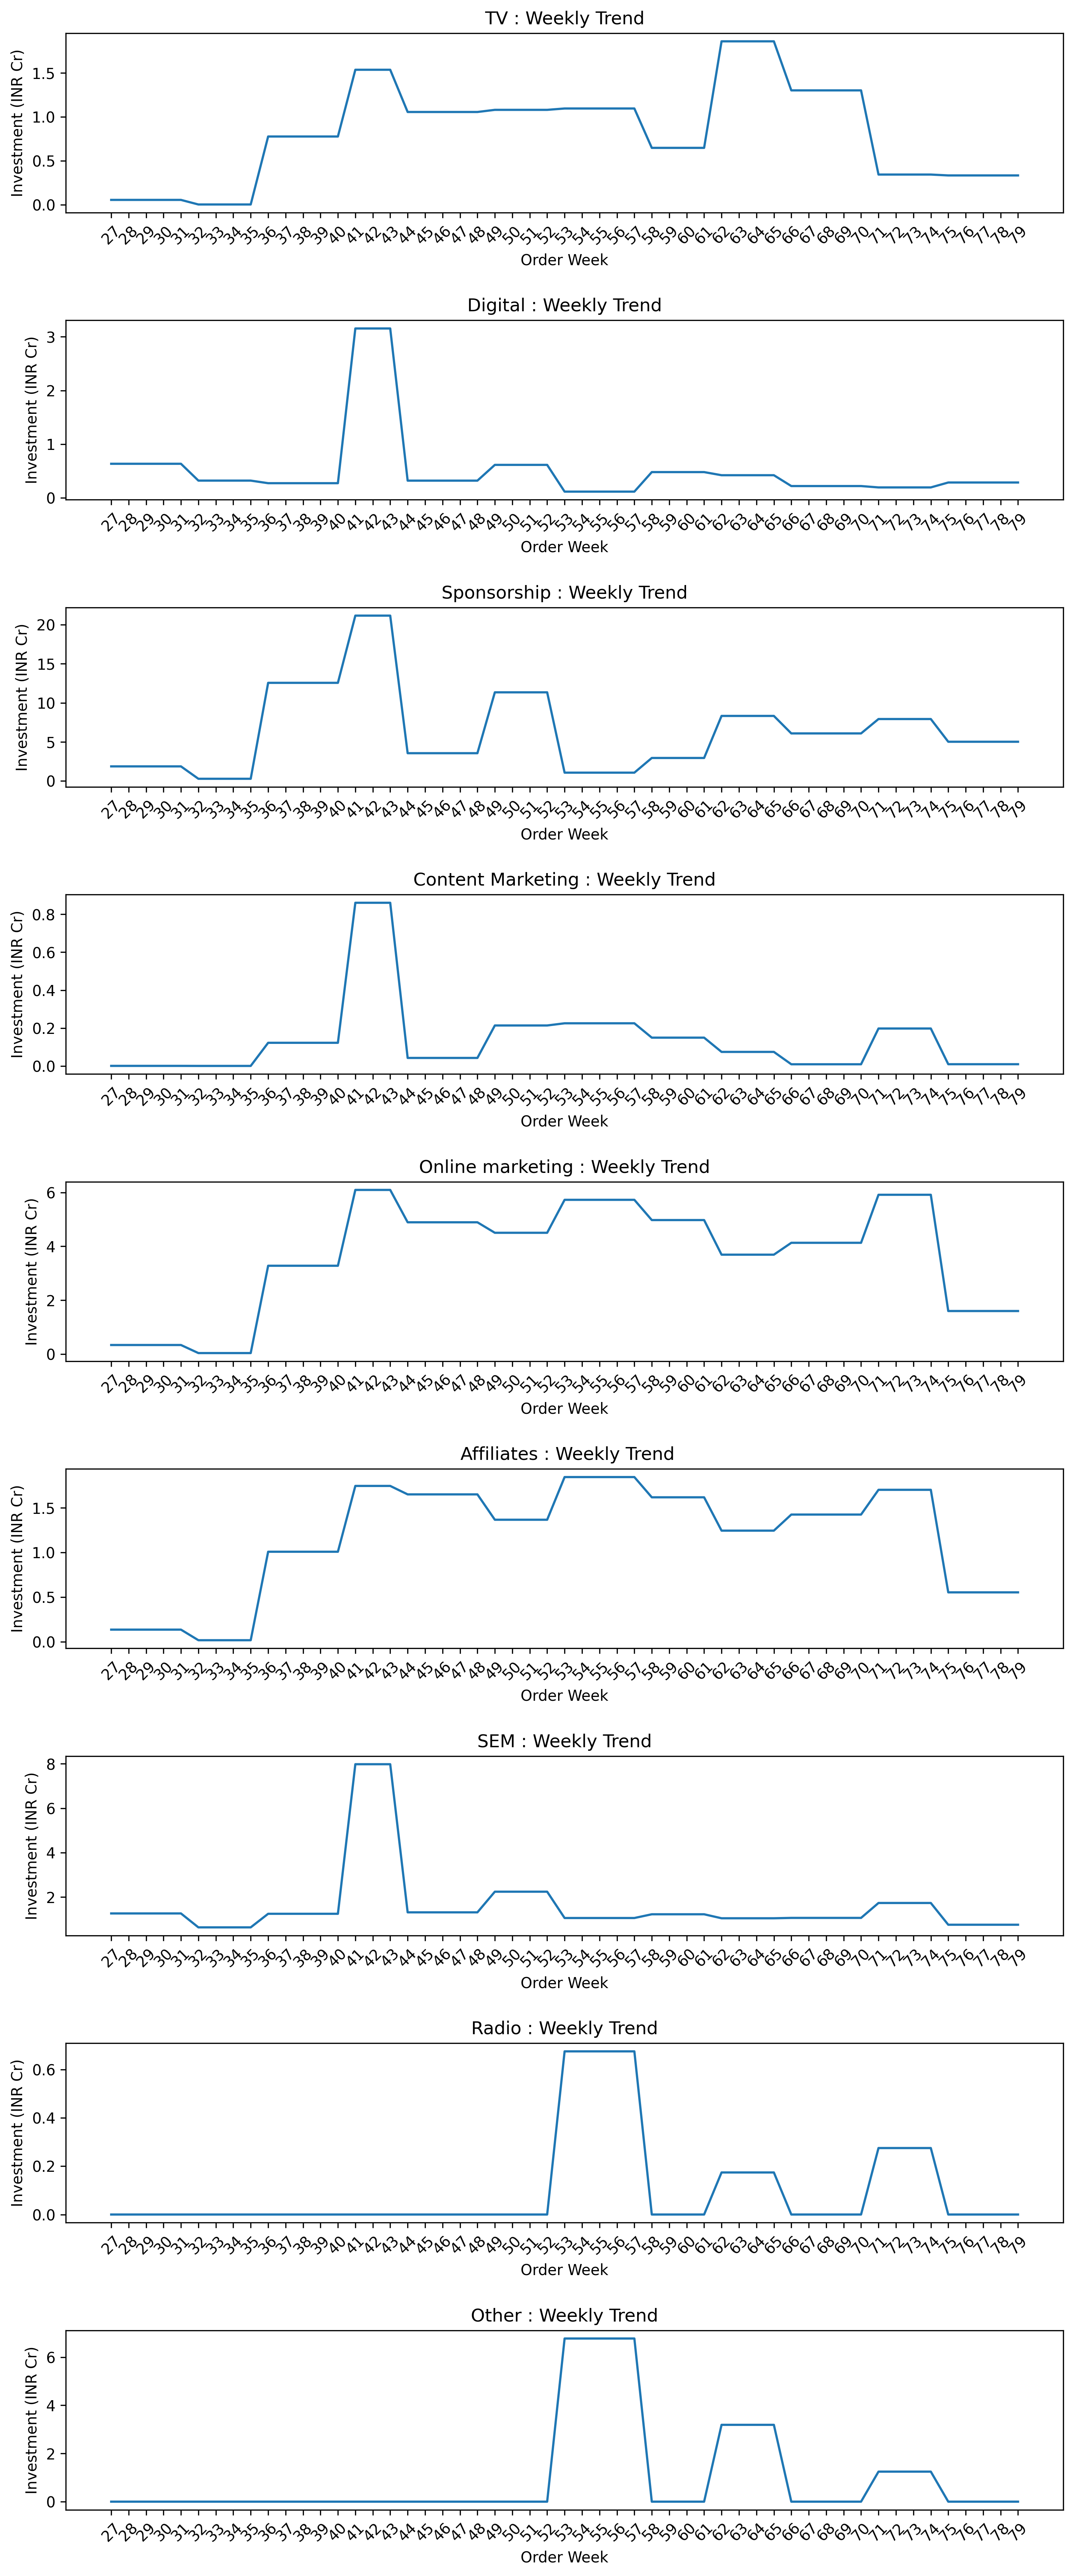 TV : Weekly Trend
Investment (INR Cr)
1.5
1.0
0.5
0.0
27 28 29 30 31 32 33 34 35 36 37 38 39 40 41 42 43 44 45 46 47 48 49 50 51 52 53 54 55 56 57 58 59 60 61 62 63 64 65 66 67 68 69 70 71 72 73 74 75 76 77 78 79
Order Week
Digital : Weekly Trend
Investment (INR Cr)
3
2
1
0
27 28 29 30 31 32 33 34 35 36 37 38 39 40 41 42 43 44 45 46 47 48 49 50 51 52 53 54 55 56 57 58 59 60 61 62 63 64 65 66 67 68 69 70 71 72 73 74 75 76 77 78 79
Order Week
Sponsorship : Weekly Trend
Investment (INR Cr)
20
15
10
5
0
27 28 29 30 31 32 33 34 35 36 37 38 39 40 41 42 43 44 45 46 47 48 49 50 51 52 53 54 55 56 57 58 59 60 61 62 63 64 65 66 67 68 69 70 71 72 73 74 75 76 77 78 79
Order Week
Content Marketing : Weekly Trend
Investment (INR Cr)
0.8
0.6
0.4
0.2
0.0
27 28 29 30 31 32 33 34 35 36 37 38 39 40 41 42 43 44 45 46 47 48 49 50 51 52 53 54 55 56 57 58 59 60 61 62 63 64 65 66 67 68 69 70 71 72 73 74 75 76 77 78 79
Order Week
Online marketing : Weekly Trend
Investment (INR Cr)
6
4
2
0
27 28 29 30 31 32 33 34 35 36 37 38 39 40 41 42 43 44 45 46 47 48 49 50 51 52 53 54 55 56 57 58 59 60 61 62 63 64 65 66 67 68 69 70 71 72 73 74 75 76 77 78 79
Order Week
Affiliates : Weekly Trend
Investment (INR Cr)
1.5
1.0
0.5
0.0
27 28 29 30 31 32 33 34 35 36 37 38 39 40 41 42 43 44 45 46 47 48 49 50 51 52 53 54 55 56 57 58 59 60 61 62 63 64 65 66 67 68 69 70 71 72 73 74 75 76 77 78 79
Order Week
SEM : Weekly Trend
Investment (INR Cr)
8
6
4
2
27 28 29 30 31 32 33 34 35 36 37 38 39 40 41 42 43 44 45 46 47 48 49 50 51 52 53 54 55 56 57 58 59 60 61 62 63 64 65 66 67 68 69 70 71 72 73 74 75 76 77 78 79
Order Week
Radio : Weekly Trend
Investment (INR Cr)
0.6
0.4
0.2
0.0
27 28 29 30 31 32 33 34 35 36 37 38 39 40 41 42 43 44 45 46 47 48 49 50 51 52 53 54 55 56 57 58 59 60 61 62 63 64 65 66 67 68 69 70 71 72 73 74 75 76 77 78 79
Order Week
Other : Weekly Trend
Investment (INR Cr)
6
4
2
0
27 28 29 30 31 32 33 34 35 36 37 38 39 40 41 42 43 44 45 46 47 48 49 50 51 52 53 54 55 56 57 58 59 60 61 62 63 64 65 66 67 68 69 70 71 72 73 74 75 76 77 78 79
Order Week